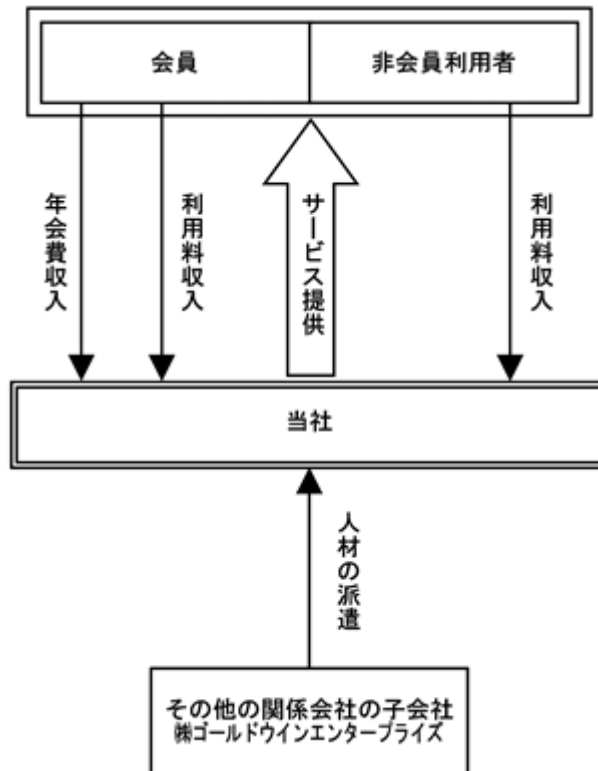 会員
非会員利用者
年会費収入
利用料収入
サービス提供
利用料収入
当社
人材の派遣
その他の関係会社の子会社
㈱ゴールドウインエンタープライズ